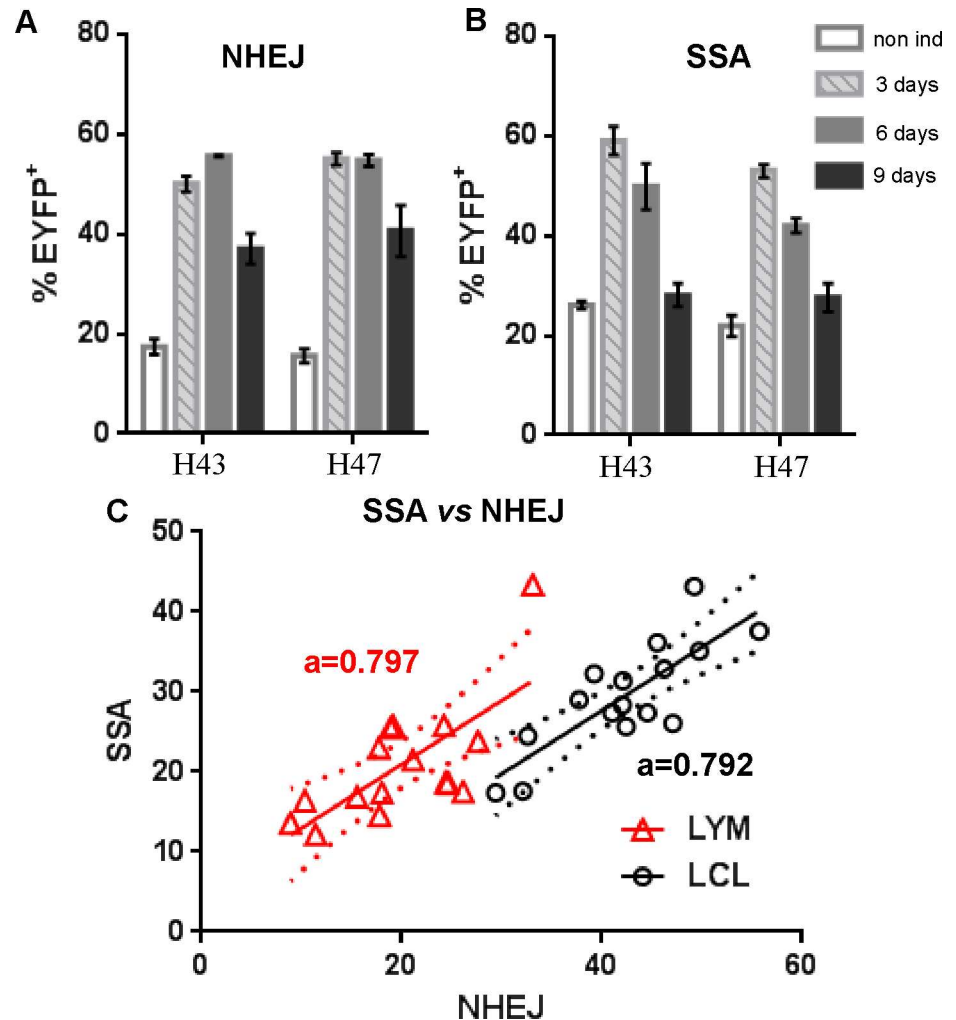 A
NHEJ
80
60
40
20
0
% EYFP+
H43
H47
B
SSA
80
60
40
20
0
% EYFP+
H43
H47
non ind
3 days
6 days
9 days
C
SSA vs NHEJ
50
40
30
20
10
0
SSA
a=0.797
a=0.792
LYM
LCL
0
20
40
60
NHEJ